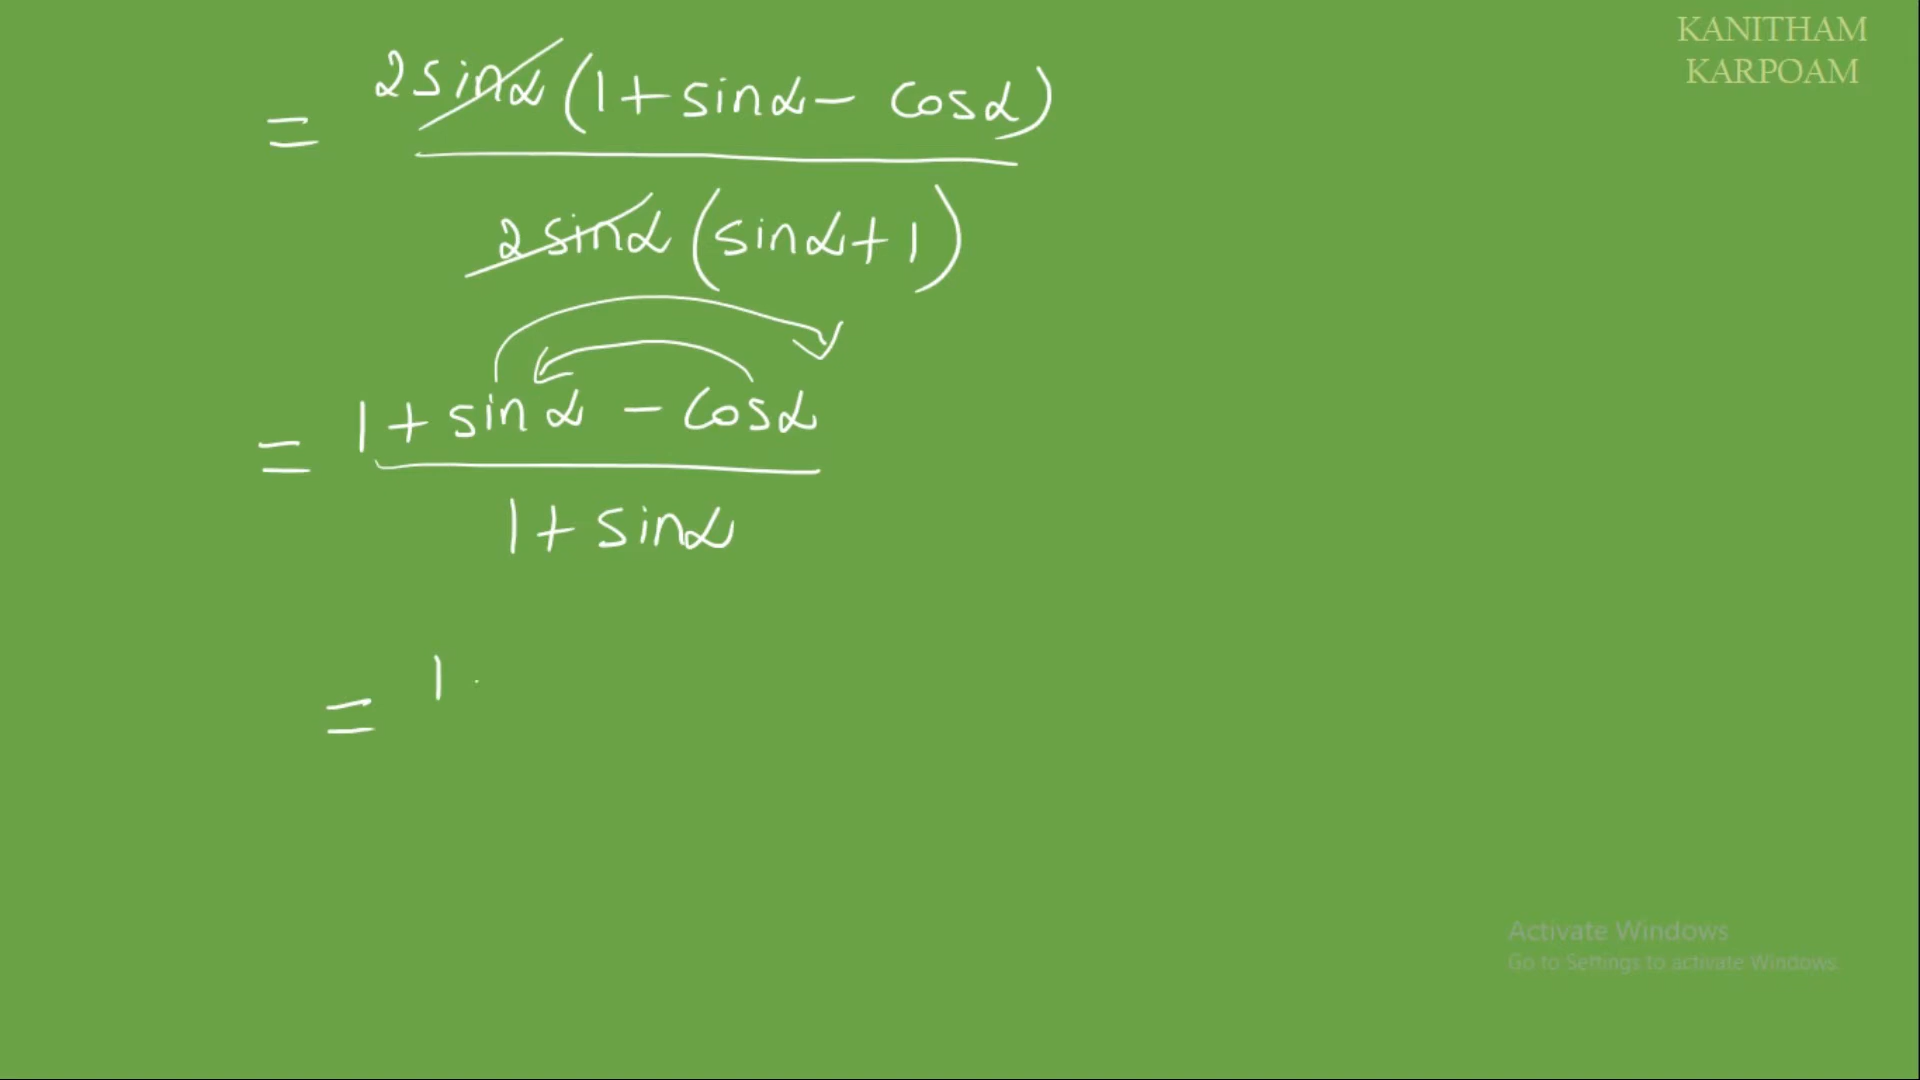 KANITHAM
KARPOAM
= 2sinα(1+sinα- cosα)
2sinα(sinα+1)
= 1+sinα - cosα
1+sinα
= 1
Activate Windows
Go to Settings to activate Windows.